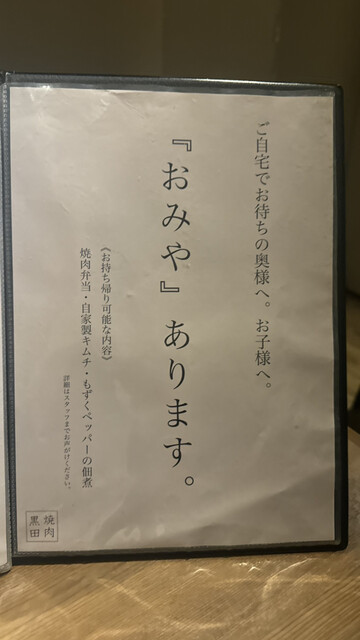 ご自宅でお待ちの奥様へ。お子様へ。
『おみや』あります。
《お持ち帰り可能な内容》
焼肉弁当・自家製キムチ・もずくペッパーの佃煮
詳細はスタッフまでお声がけください。
焼肉
黒田